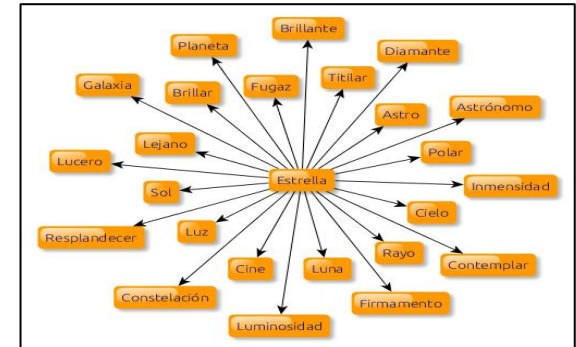 Brillante
Planeta
Diamante
Galaxia
Brillar
Fugaz
Titilar
Astrónomo
Astro
Lejano
Polar
Lucero
Estrella
Inmensidad
Sol
Cielo
Luz
Resplandecer
Rayo
Contemplar
Cine
Luna
Constelación
Firmamento
Luminosidad